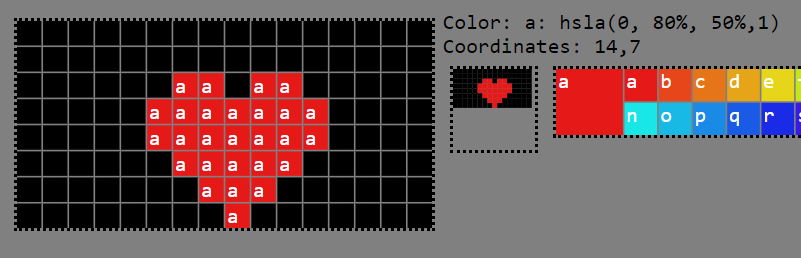 Color: a: hsla(0, 80%, 50%,1)
Coordinates: 14,7
a a b c d e
n o p q r
a a a a
a a a a a a a
a a a a a a a
a a a a a
a a a
a